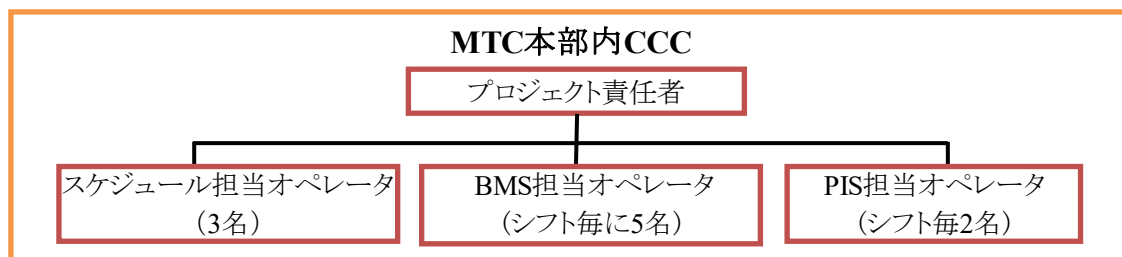 MTC本部内CCC
プロジェクト責任者
スケジュール担当オペレータ
（3名）
BMS担当オペレータ
（シフト毎に5名）
PIS担当オペレータ
（シフト毎2名）